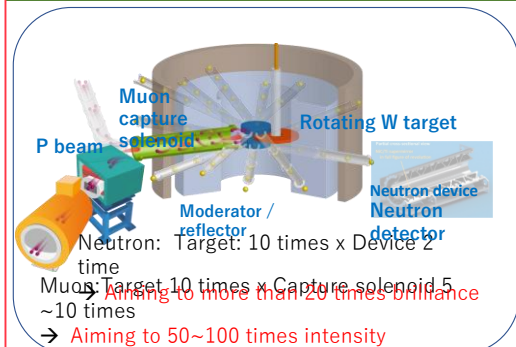 Muon
capture
solenoid
P beam
Rotating W target
Neutron device
Neutron
detector
Moderator /
reflector
Neutron:  Target: 10 times x Device 2
time
→ Aiming to more than 20 times brilliance
Muon:Target 10 times x Capture solenoid 5
~10 times
→ Aiming to 50~100 times intensity